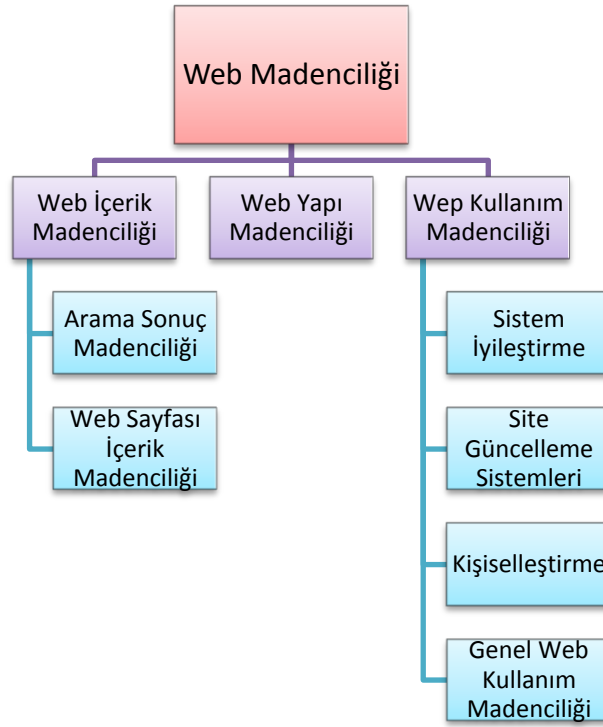 Web Madenciliği
Web İçerik
Madenciliği
Web Yapı
Madenciliği
Wep Kullanım
Madenciliği
Arama Sonuç
Madenciliği
Web Sayfası
İçerik
Madenciliği
Sistem
İyileştirme
Site
Güncelleme
Sistemleri
Kişiselleştirme
Genel Web
Kullanım
Madenciliği